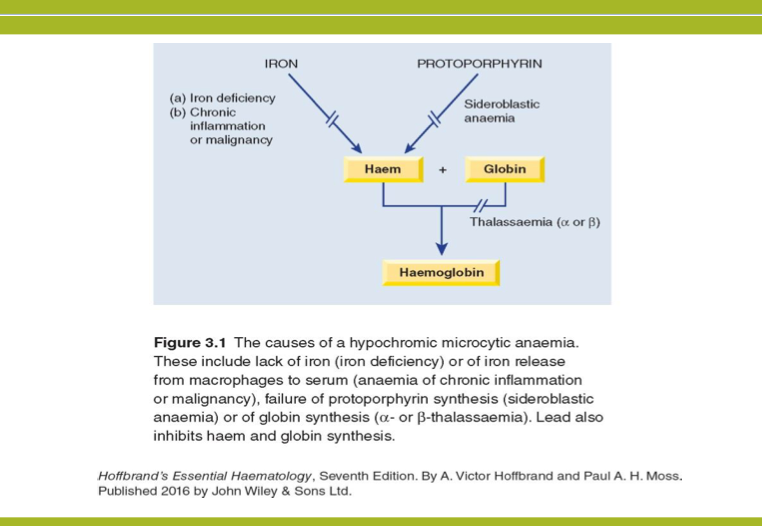 IRON
PROTOPORPHYRIN
(a) Iron deficiency
(b) Chronic
inflammation
or malignancy
Sideroblastic
anaemia
Haem
+
Globin
Thalassaemia (α or β)
Haemoglobin
Figure 3.1 The causes of a hypochromic microcytic anaemia.
These include lack of iron (iron deficiency) or of iron release
from macrophages to serum (anaemia of chronic inflammation
or malignancy), failure of protoporphyrin synthesis (sideroblastic
anaemia) or of globin synthesis (α- or β-thalassaemia). Lead also
inhibits haem and globin synthesis.
Hoffbrand's Essential Haematology, Seventh Edition. By A. Victor Hoffbrand and Paul A. H. Moss.
Published 2016 by John Wiley & Sons Ltd.